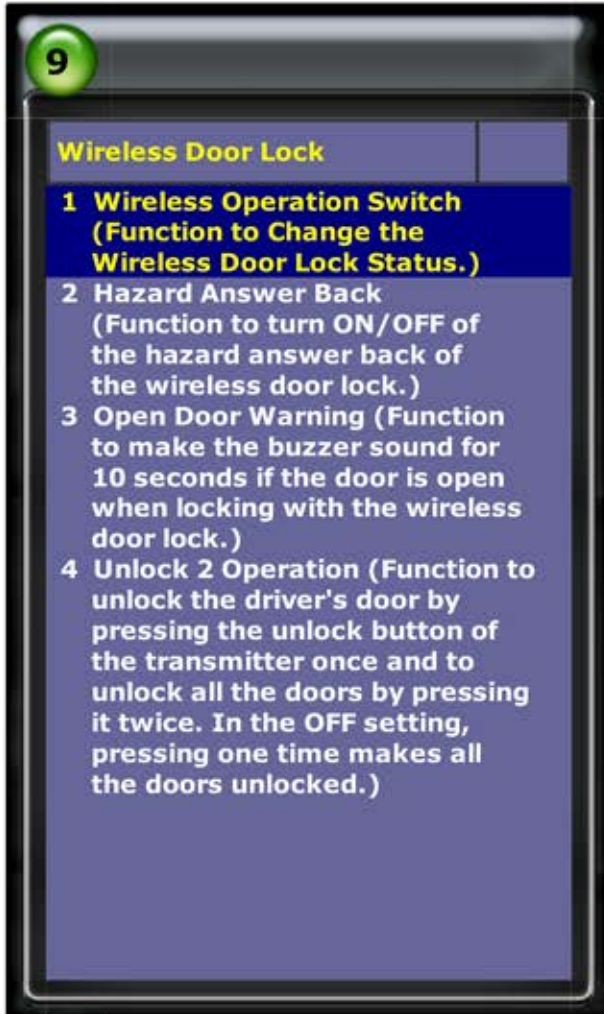 9
Wireless Door Lock
1 Wireless Operation Switch
(Function to Change the
Wireless Door Lock Status.)
2 Hazard Answer Back
(Function to turn ON/OFF of
the hazard answer back of
the wireless door lock.)
3 Open Door Warning (Function
to make the buzzer sound for
10 seconds if the door is open
when locking with the wireless
door lock.)
4 Unlock 2 Operation (Function to
unlock the driver's door by
pressing the unlock button of
the transmitter once and to
unlock all the doors by pressing
it twice. In the OFF setting,
pressing one time makes all
the doors unlocked.)